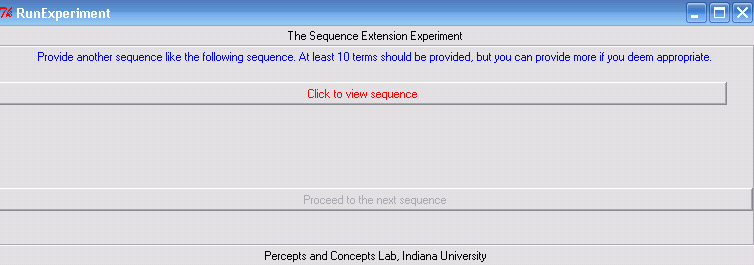 RunExperiment
The Sequence Extension Experiment
Provide another sequence like the following sequence. At least 10 terms should be provided, but you can provide more if you deem appropriate.
Click to view sequence
Proceed to the next sequence
Percepts and Concepts Lab, Indiana University